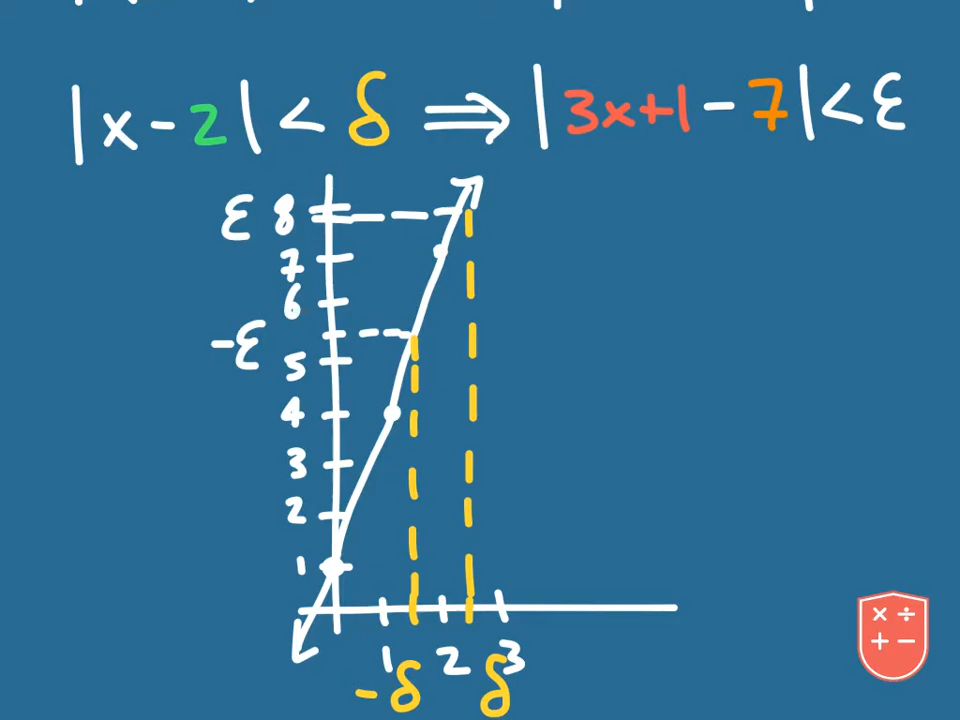 |x-2| < δ ⇒ |3x+1-7| < ε
ε 8
7
6
-ε
5
4
3
2
1
1 2 3
-δ δ
× ÷
+ −